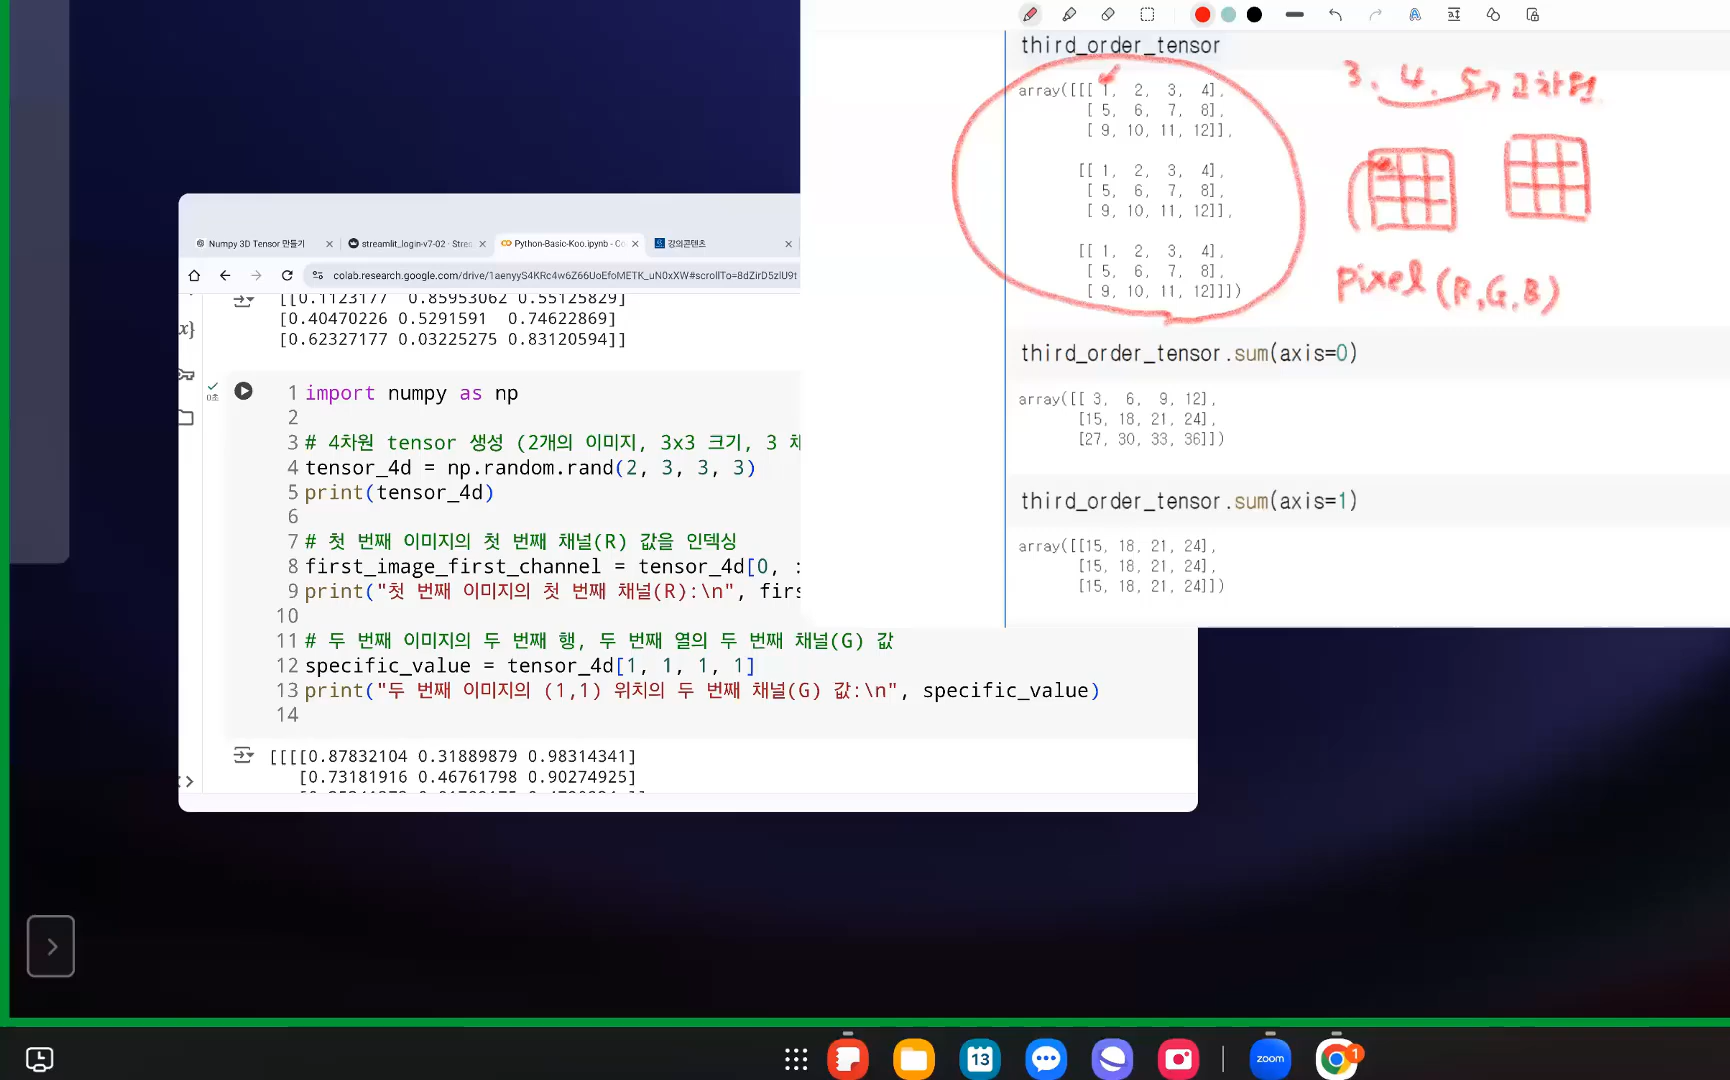 third_order_tensor
array([[[ 1, 2, 3, 4],
[ 5, 6, 7, 8],
[ 9, 10, 11, 12]],
[[ 1, 2, 3, 4],
[ 5, 6, 7, 8],
[ 9, 10, 11, 12]],
[[ 1, 2, 3, 4],
[ 5, 6, 7, 8],
[ 9, 10, 11, 12]]])
3. 4. 5, 고차원
pixel (R,G,B)
third_order_tensor.sum(axis=0)
array([[ 3, 6, 9, 12],
[15, 18, 21, 24],
[27, 30, 33, 36]])
third_order_tensor.sum(axis=1)
array([[15, 18, 21, 24],
[15, 18, 21, 24],
[15, 18, 21, 24]])
Numpy 3D Tensor 만들기
streamlit_login-v7-02 · Stre
Python-Basic-Koo.ipynb - Co
강의콘텐츠
colab.research.google.com/drive/1aenyyS4KRc4w6Z66UoEfoMETK_uN0xXW#scrollTo=8dZirD5zlU9t
[[0.1123177 0.85953062 0.55125829]
[0.40470226 0.5291591 0.74622869]
[0.62327177 0.03225275 0.83120594]]
0초
1 import numpy as np
2
3 # 4차원 tensor 생성 (2개의 이미지, 3x3 크기, 3 채
4 tensor_4d = np.random.rand(2, 3, 3, 3)
5 print(tensor_4d)
6
7 # 첫 번째 이미지의 첫 번째 채널(R) 값을 인덱싱
8 first_image_first_channel = tensor_4d[0, :
9 print("첫 번째 이미지의 첫 번째 채널(R):\n", firs
10
11 # 두 번째 이미지의 두 번째 행, 두 번째 열의 두 번째 채널(G) 값
12 specific_value = tensor_4d[1, 1, 1, 1]
13 print("두 번째 이미지의 (1,1) 위치의 두 번째 채널(G) 값:\n", specific_value)
14
[[[[0.87832104 0.31889879 0.98314341]
[0.73181916 0.46761798 0.90274925]
13
zoom
1